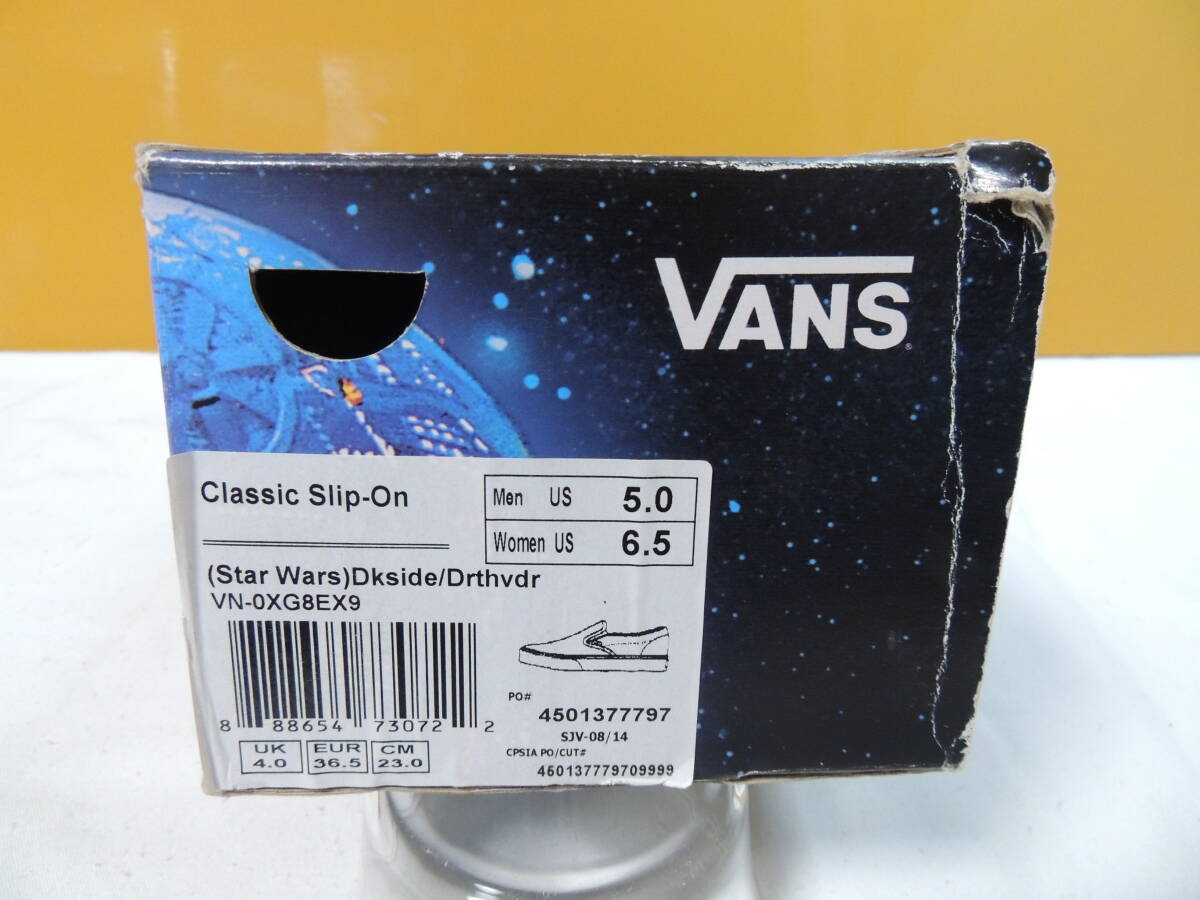 VANS
Classic Slip-On
Men US 5.0
Women US 6.5
(Star Wars)Dkside/Drthvdr
VN-0XG8EX9
8 88654 73072 2
PO#
4501377797
SJV-08/14
CPSIA PO/CUT#
460137779709999
UK EUR CM
4.0 36.5 23.0